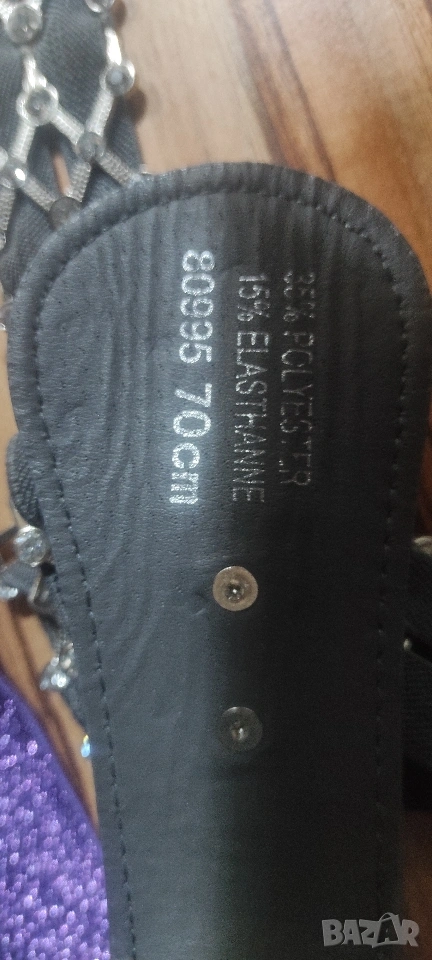 POLYESTER
15% ELASTHANNE
80995 70cm
BAZAR